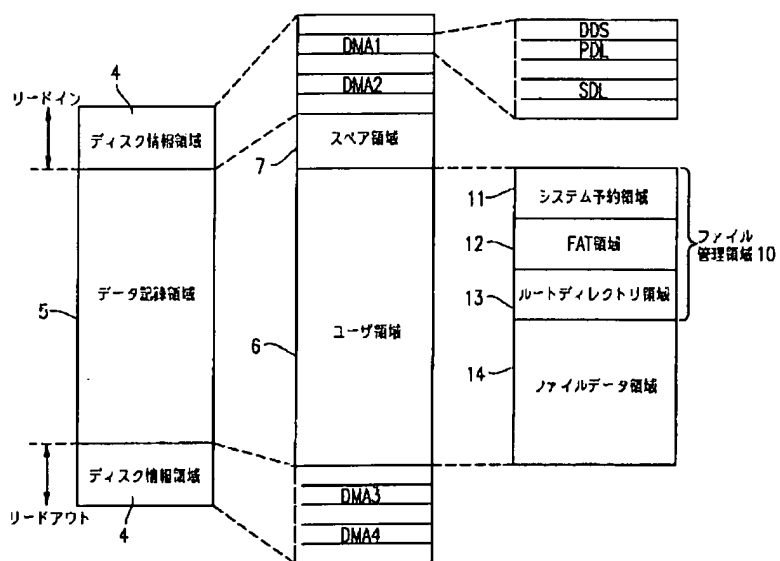 リードイン
4
ディスク情報領域
5
データ記録領域
ディスク情報領域
4
リードアウト
DMA1
DMA2
スペア領域
7
6
ユーザ領域
DMA3
DMA4
DDS
PDL
SDL
11
システム予約領域
12
FAT領域
13
ルートディレクトリ領域
ファイル
管理領域10
14
ファイルデータ領域